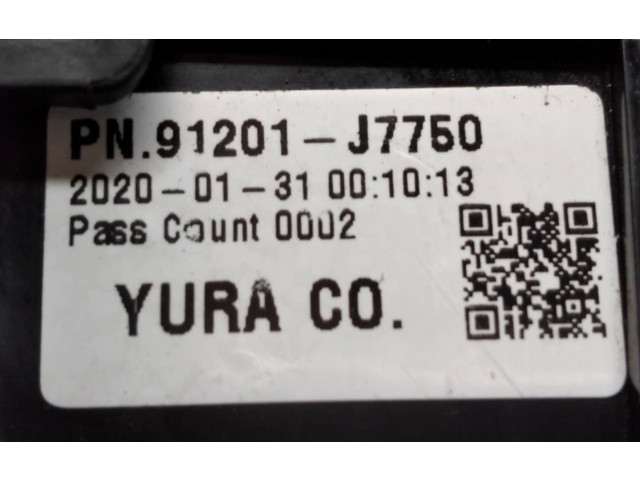 PN.91201-J7750
2020-01-31 00:10:13
Pass Count 0002
YURA CO.